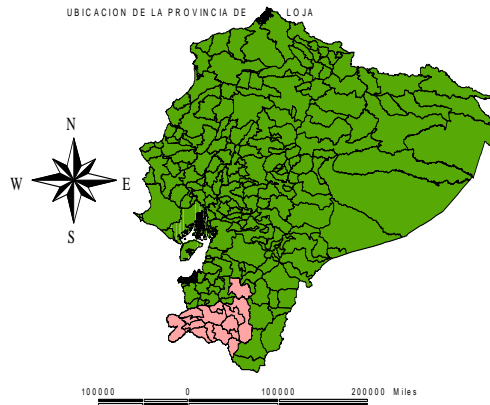 UBICACION DE LA PROVINCIA DE LOJA
N
W E
S
100000 0 100000 200000 Miles